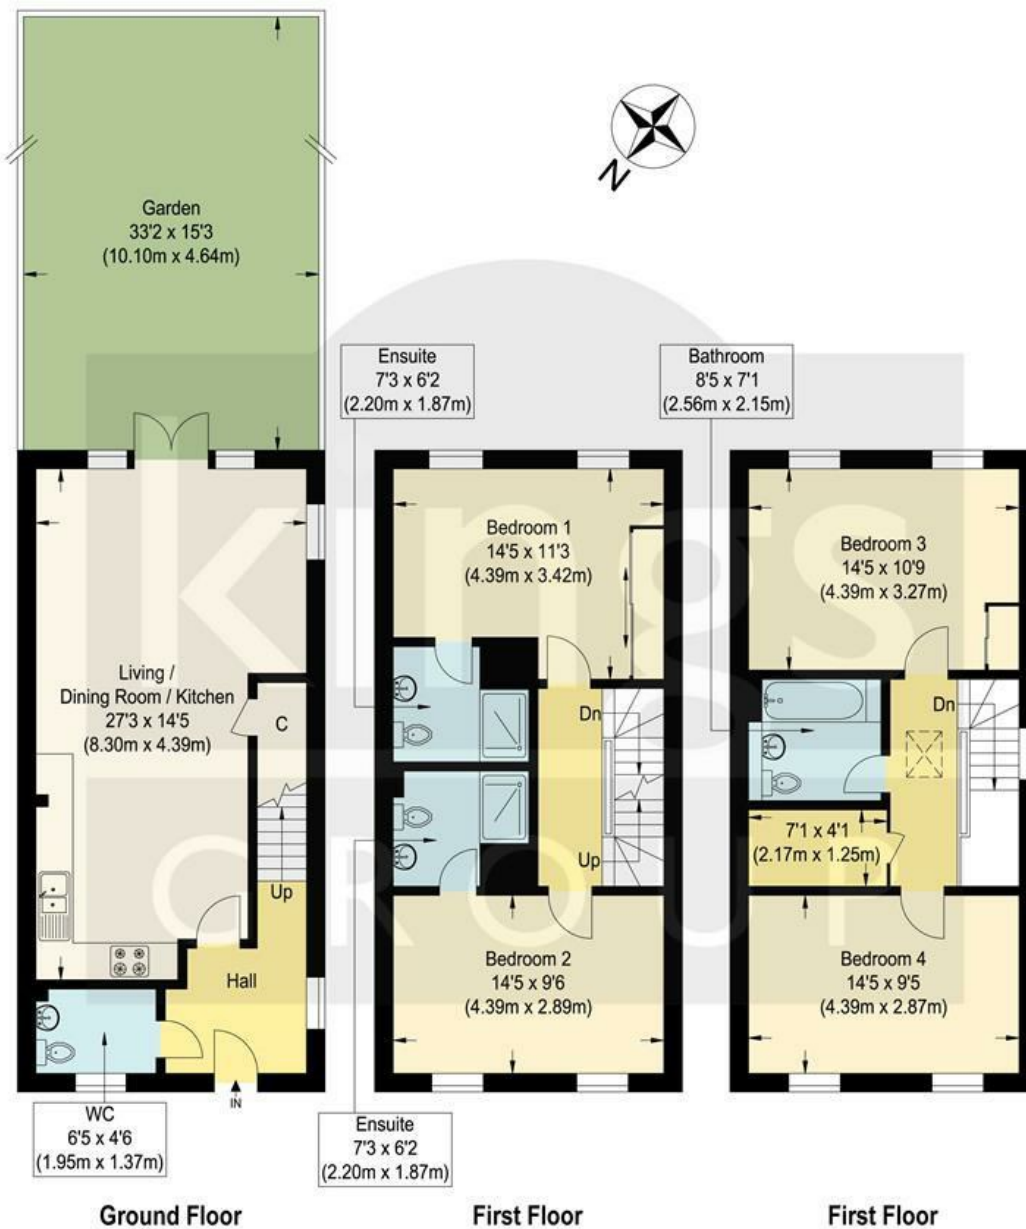 Garden
33'2 x 15'3
(10.10m x 4.64m)
N
Ensuite
7'3 x 6'2
(2.20m x 1.87m)
Bathroom
8'5 x 7'1
(2.56m x 2.15m)
Living /
Dining Room / Kitchen
27'3 x 14'5
(8.30m x 4.39m)
C
Up
Hall
IN
WC
6'5 x 4'6
(1.95m x 1.37m)
Bedroom 1
14'5 x 11'3
(4.39m x 3.42m)
Dn
Up
Bedroom 2
14'5 x 9'6
(4.39m x 2.89m)
Ensuite
7'3 x 6'2
(2.20m x 1.87m)
Bedroom 3
14'5 x 10'9
(4.39m x 3.27m)
Dn
7'1 x 4'1
(2.17m x 1.25m)
Bedroom 4
14'5 x 9'5
(4.39m x 2.87m)
kings
GROUP
Ground Floor
First Floor
First Floor